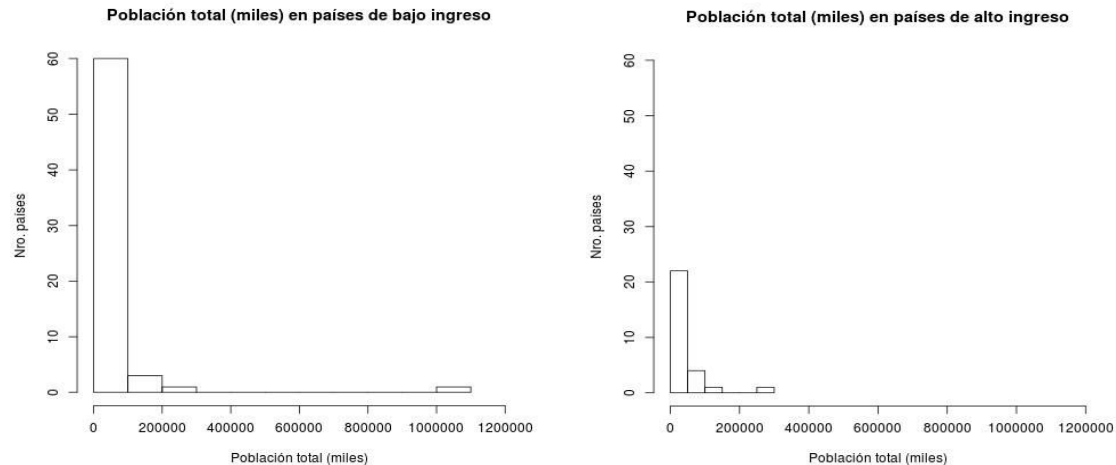 Población total (miles) en países de bajo ingreso
Nro. países
60
50
40
30
20
10
0
0 200000 400000 600000 800000 1000000 1200000
Población total (miles)
Población total (miles) en países de alto ingreso
Nro. países
60
50
40
30
20
10
0
0 200000 400000 600000 800000 1000000 1200000
Población total (miles)